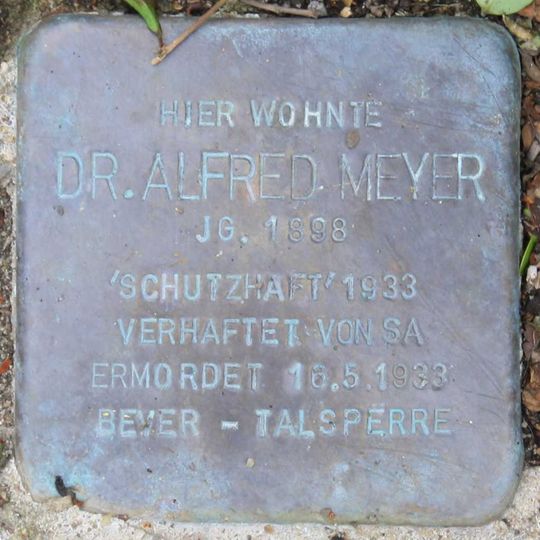 HIER WOHNTE
DR. ALFRED MEYER
JG. 1898
'SCHUTZHAFT' 1933
VERHAFTET VON SA
ERMORDET 16.5.1933
BEVER - TALSPERRE